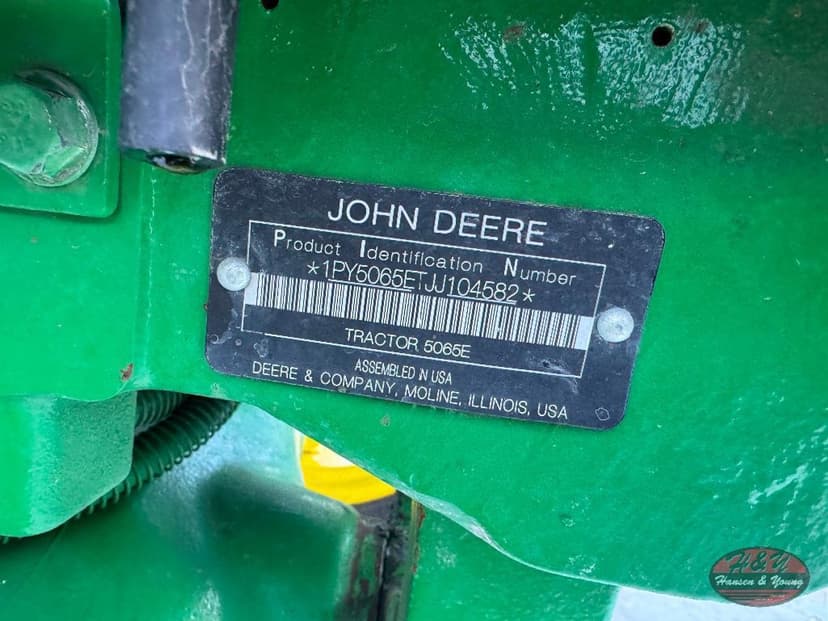 JOHN DEERE
Product Identification Number
*1PY5065ETJJ104582*
TRACTOR 5065E
ASSEMBLED IN USA
DEERE & COMPANY, MOLINE, ILLINOIS, USA
H&Y
Hansen & Young